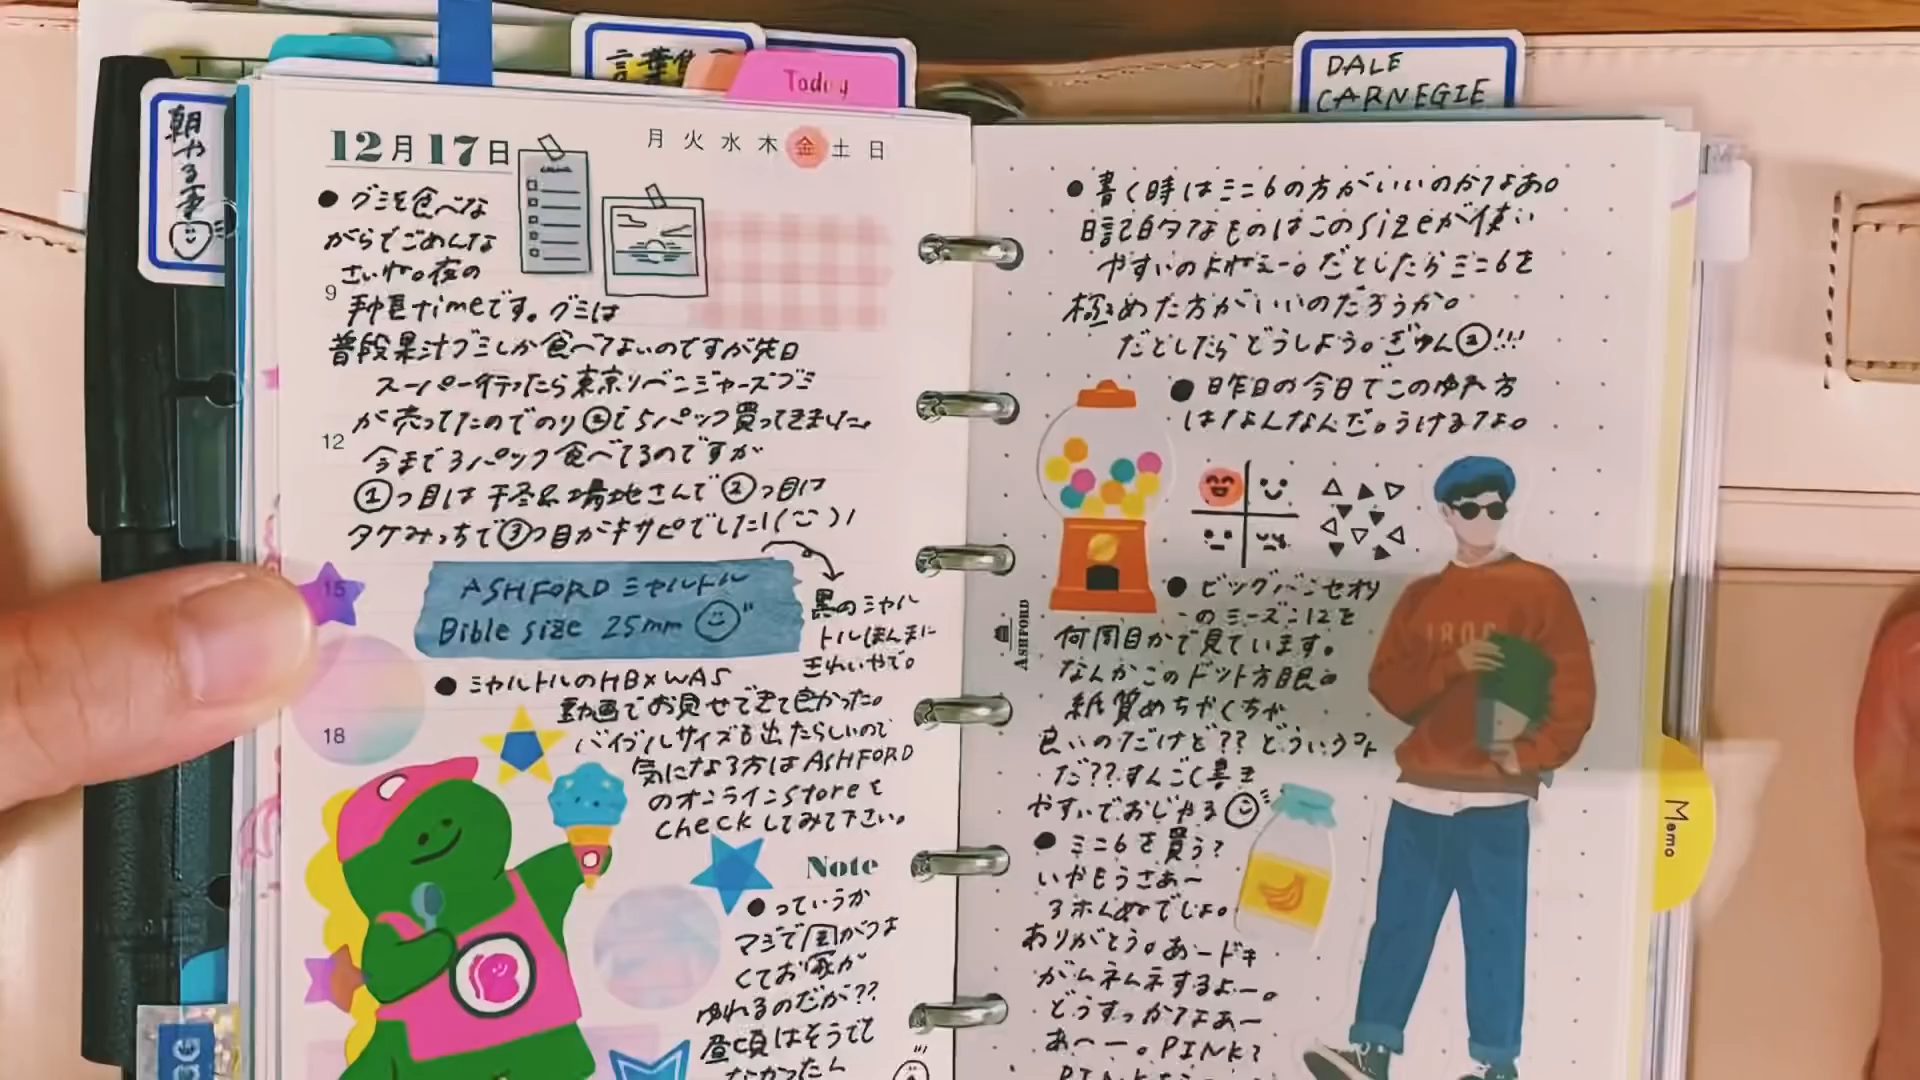 言葉
Today
DALE
CARNEGIE
朝やる事
12月17日
月 火 水 木 金 土 日
● グミを食べな
がらでごめんな
さいね。夜の
手帳timeです。グミは
普段果汁グミしか食べてないのですが先日
スーパー行ったら東京リベンジャーズグミ
が売ってたのでのり②で5パック買ってきました。
今まで3パック食べてるのですが
①つ目は千冬&場地さんで②つ目は
タケみっちで③つ目がキサピでした!(
9
12
15
18
ASHFORD ミヤルトル
Bible size 25mm
黒のミヤル
トルほんまに
きれいやで。
● ミヤルトルのHB×WA5
動画でお見せできて良かった。
バイブルサイズも出たらしいので
気になる方はASHFORD
のオンラインstoreを
checkしてみて下さい。
Note
● っていうか
マジで風がつよ
くてお家が
ゆれるのだが??
昼頃はそうでも
なかったん
● 書く時はミニ6の方がいいのかなあ。
日記的なものはこのsizeが使い
やすいのよねぇー。だとしたらミニ6を
極めた方がいいのだろうか。
だとしたらどうしよう。ぎゅん②!!!
● 昨日の今日でこのゆれ方
はなんなんだ。うけるなよ。
● ビッグバンセオリ
ーのシーズン12を
何周目かで見ています。
なんかこのドット方眼の
紙質めちゃくちゃ
良いのだけど??どういうコト
だ??すんごく書き
やすいでおじゃる
● ミニ6を買う?
いやもうさあ〜
3ホんめでしょ。
ありがとう。あードキ
がムネムネするよー。
どうすっかなあ〜
あ〜ー。PINK?
ASHFORD
Memo